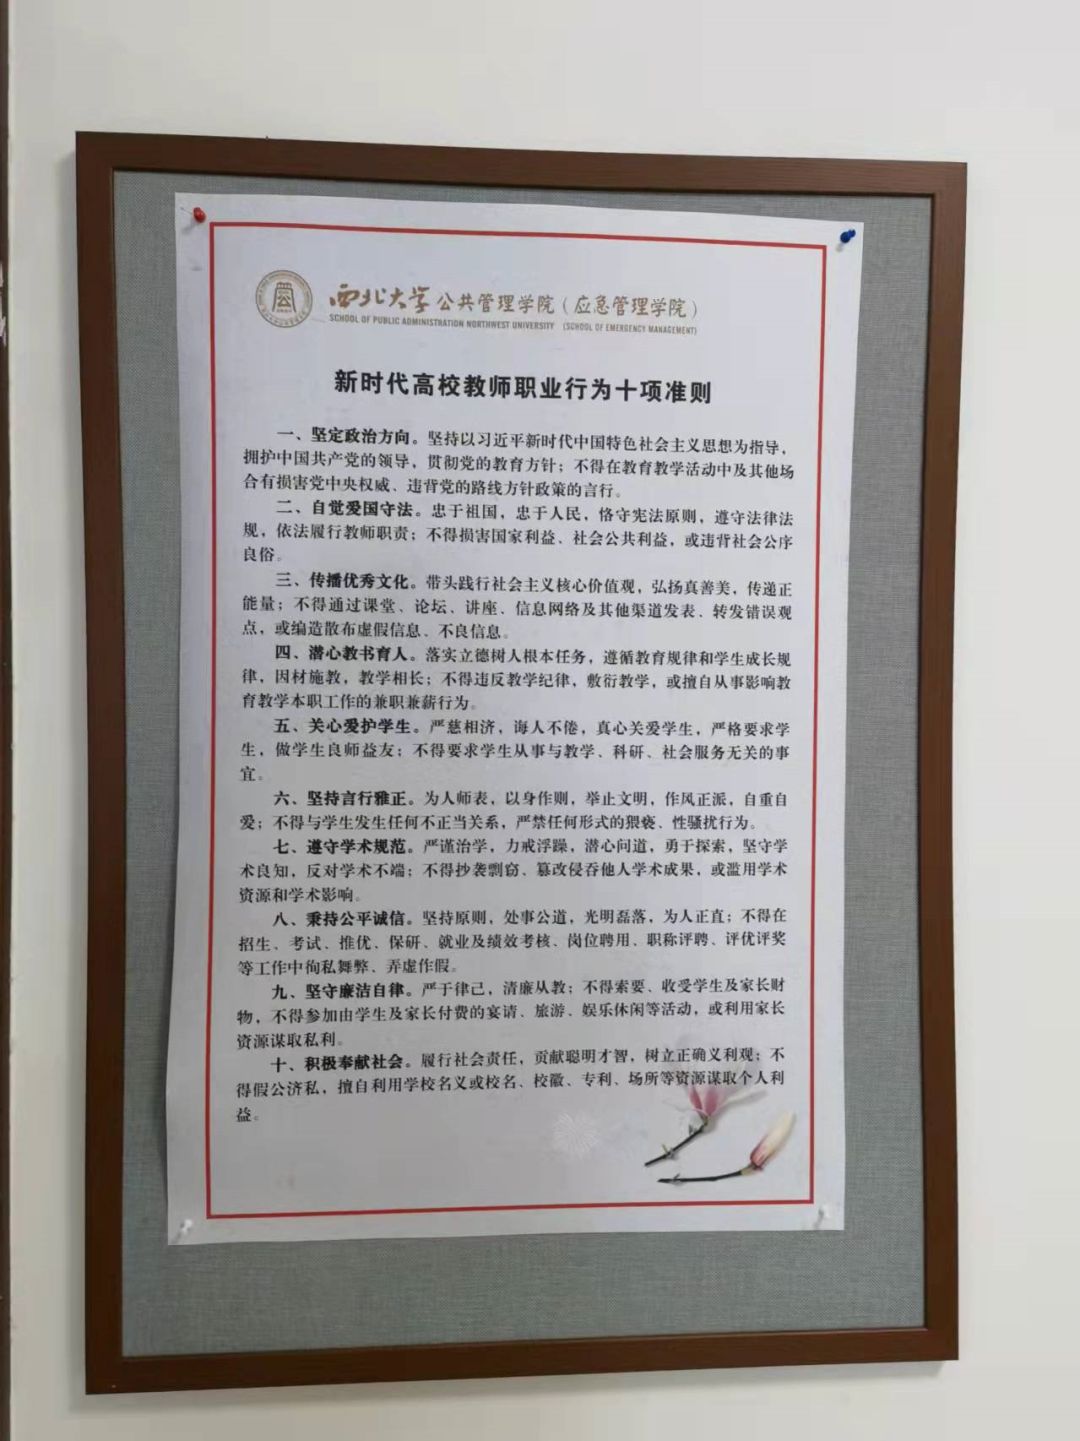 西北大学公共管理学院（应急管理学院）
SCHOOL OF PUBLIC ADMINISTRATION NORTHWEST UNIVERSITY (SCHOOL OF EMERGENCY MANAGEMENT)
新时代高校教师职业行为十项准则
一、坚定政治方向。坚持以习近平新时代中国特色社会主义思想为指导，
拥护中国共产党的领导，贯彻党的教育方针；不得在教育教学活动中及其他场
合有损害党中央权威、违背党的路线方针政策的言行。
二、自觉爱国守法。忠于祖国，忠于人民，恪守宪法原则，遵守法律法
规，依法履行教师职责；不得损害国家利益、社会公共利益，或违背社会公序
良俗。
三、传播优秀文化。带头践行社会主义核心价值观，弘扬真善美，传递正
能量；不得通过课堂、论坛、讲座、信息网络及其他渠道发表、转发错误观
点，或编造散布虚假信息、不良信息。
四、潜心教书育人。落实立德树人根本任务，遵循教育规律和学生成长规
律，因材施教，教学相长；不得违反教学纪律，敷衍教学，或擅自从事影响教
育教学本职工作的兼职兼薪行为。
五、关心爱护学生。严慈相济，诲人不倦，真心关爱学生，严格要求学
生，做学生良师益友；不得要求学生从事与教学、科研、社会服务无关的事
宜。
六、坚持言行雅正。为人师表，以身作则，举止文明，作风正派，自重自
爱；不得与学生发生任何不正当关系，严禁任何形式的猥亵、性骚扰行为。
七、遵守学术规范。严谨治学，力戒浮躁，潜心问道，勇于探索，坚守学
术良知，反对学术不端；不得抄袭剽窃、篡改侵吞他人学术成果，或滥用学术
资源和学术影响。
八、秉持公平诚信。坚持原则，处事公道，光明磊落，为人正直；不得在
招生、考试、推优、保研、就业及绩效考核、岗位聘用、职称评聘、评优评奖
等工作中徇私舞弊、弄虚作假。
九、坚守廉洁自律。严于律己，清廉从教；不得索要、收受学生及家长财
物，不得参加由学生及家长付费的宴请、旅游、娱乐休闲等活动，或利用家长
资源谋取私利。
十、积极奉献社会。履行社会责任，贡献聪明才智，树立正确义利观；不
得假公济私，擅自利用学校名义或校名、校徽、专利、场所等资源谋取个人利
益。